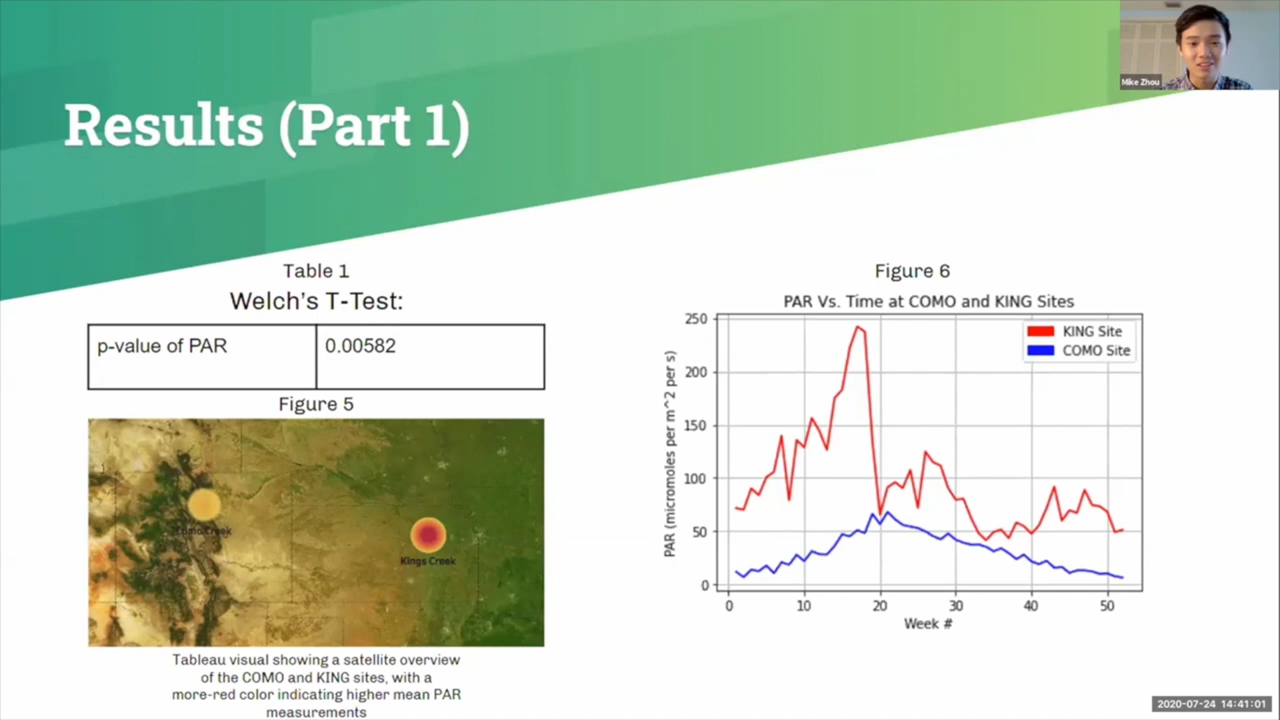 Mike Zhou
Results (Part 1)
Table 1
Welch's T-Test:
p-value of PAR
0.00582
Figure 5
Como Creek
Kings Creek
Tableau visual showing a satellite overview
of the COMO and KING sites, with a
more-red color indicating higher mean PAR
measurements
Figure 6
PAR Vs. Time at COMO and KING Sites
KING Site
COMO Site
PAR (micromoles per m^2 per s)
250
200
150
100
50
0
0 10 20 30 40 50
Week #
2020-07-24 14:41:01